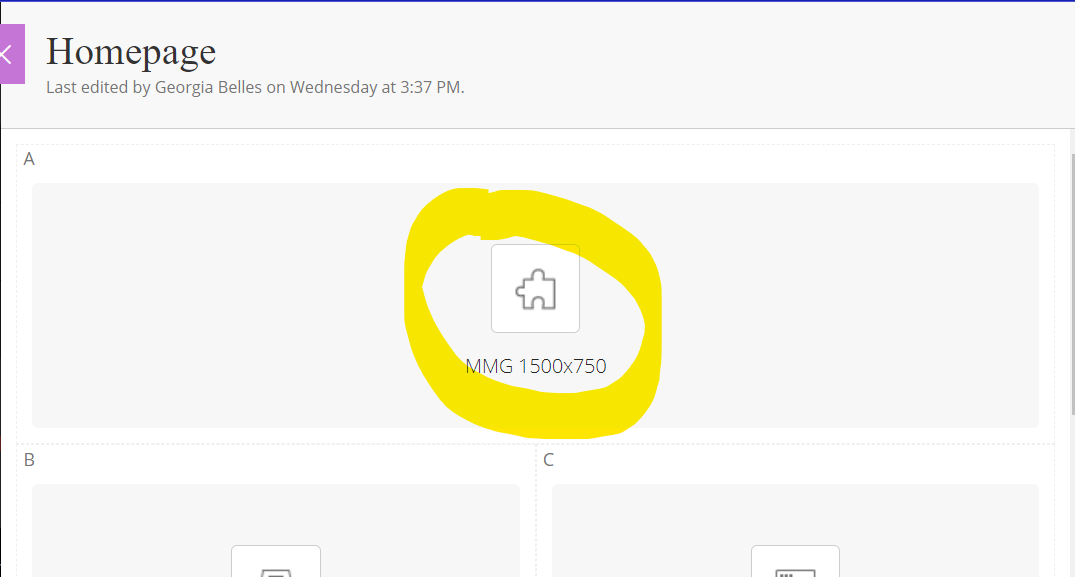 Homepage
Last edited by Georgia Belles on Wednesday at 3:37 PM.
A
MMG 1500x750
B
C